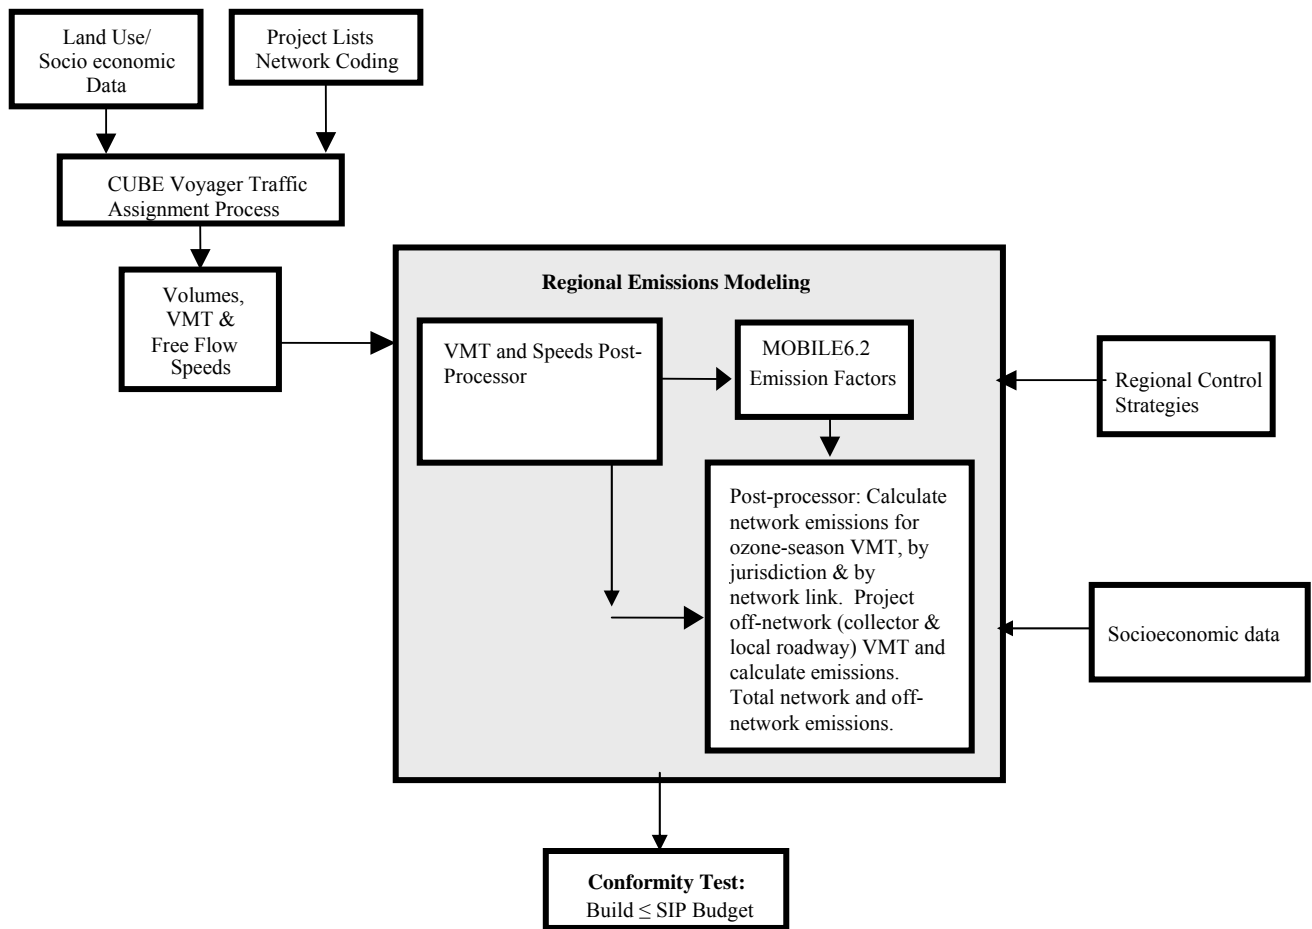 Land Use/
Socio economic
Data
Project Lists
Network Coding
CUBE Voyager Traffic
Assignment Process
Volumes,
VMT &
Free Flow
Speeds
Regional Emissions Modeling
VMT and Speeds Post-
Processor
MOBILE6.2
Emission Factors
Post-processor: Calculate
network emissions for
ozone-season VMT, by
jurisdiction & by
network link.  Project
off-network (collector &
local roadway) VMT and
calculate emissions.
Total network and off-
network emissions.
Regional Control
Strategies
Socioeconomic data
Conformity Test:
Build ≤ SIP Budget